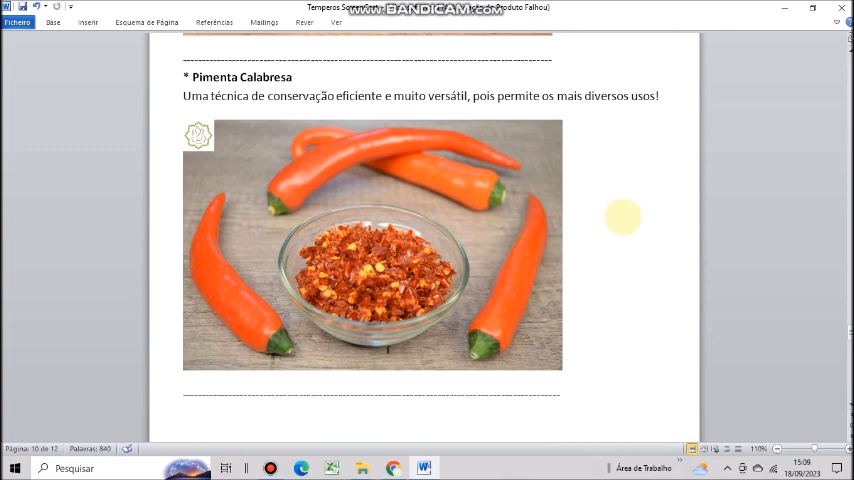 Temperos
BANDICAM.COM
Produto Falhou)
Ficheiro Base Inserir Esquema de Página Referências Mailings Rever Ver
* Pimenta Calabresa
Uma técnica de conservação eficiente e muito versátil, pois permite os mais diversos usos!
Página: 10 de 12 Palavras: 840 110%
Pesquisar Área de Trabalho 15:09
18/09/2023